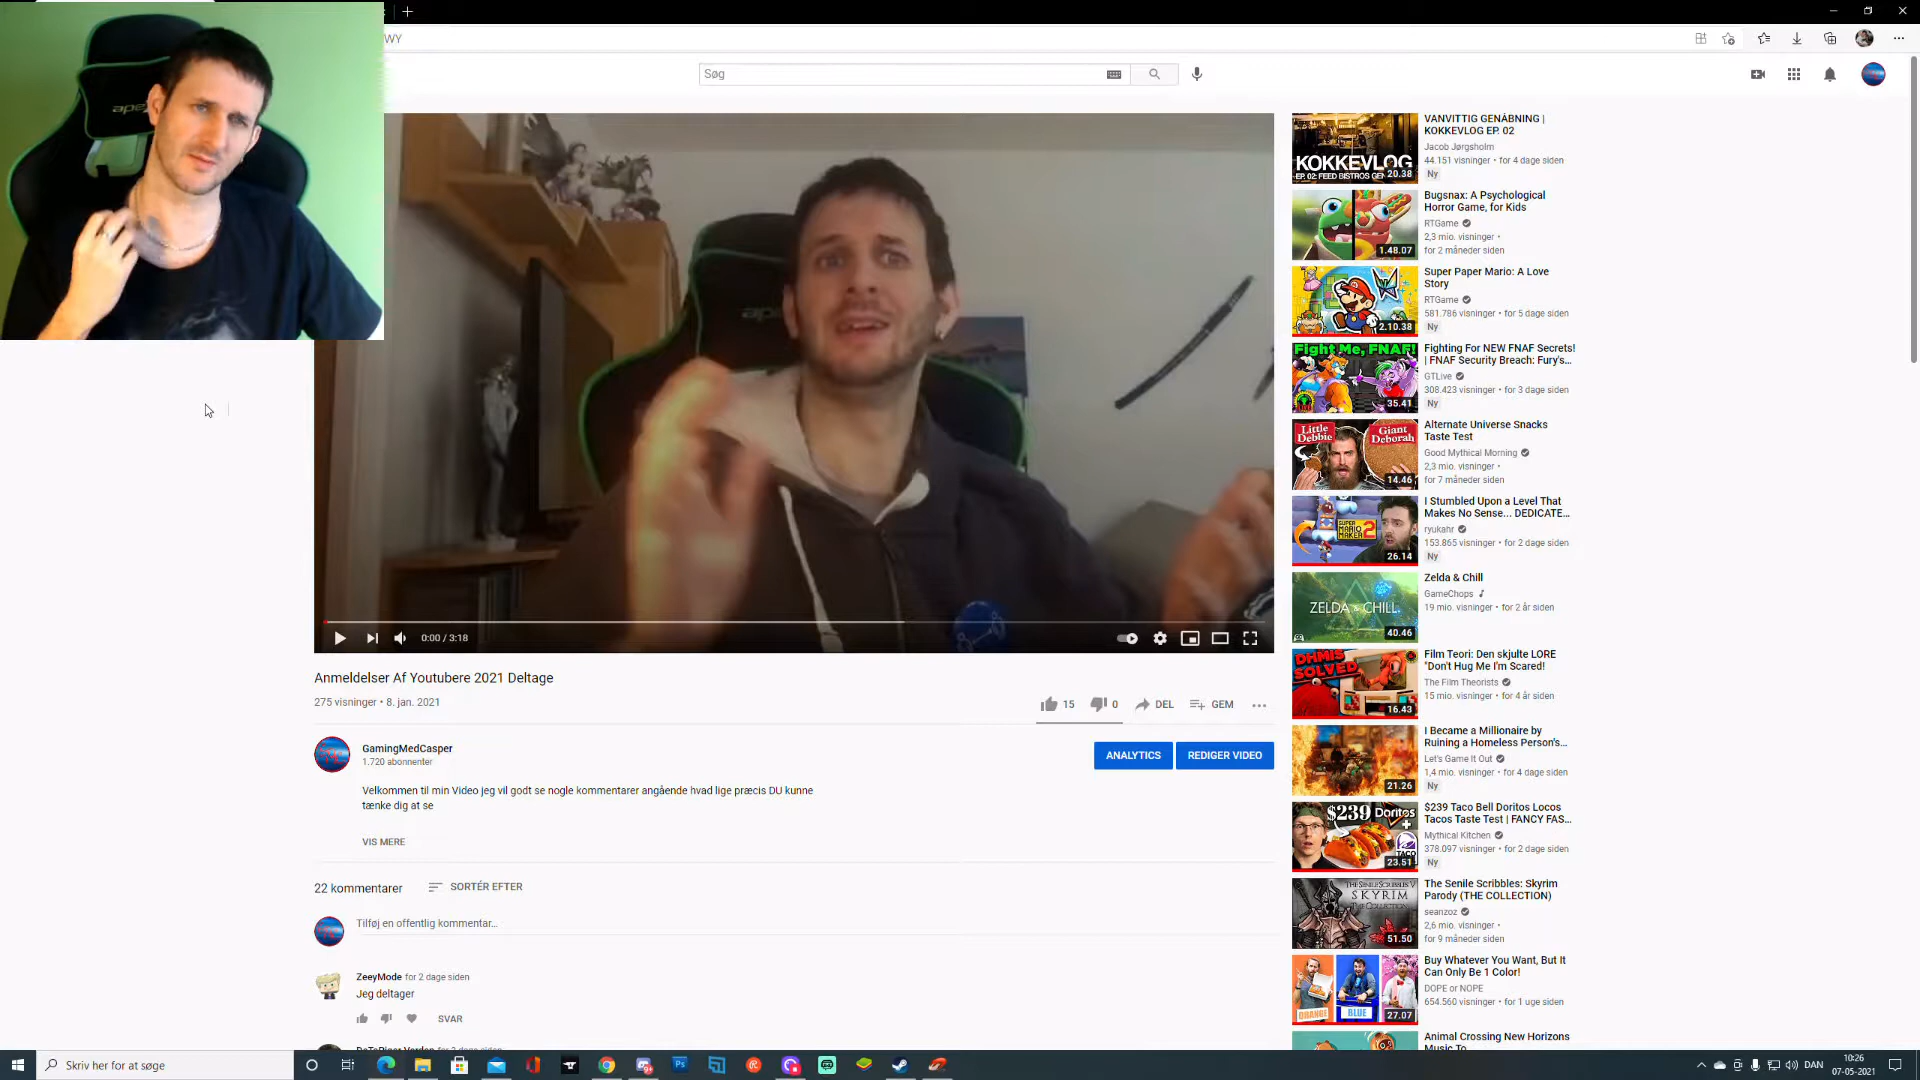 WY
Søg
apex
Anmeldelser Af Youtubere 2021 Deltage
275 visninger • 8. jan. 2021
15
0
DEL
GEM
0:00 / 3:18
GamingMedCasper
1.720 abonnenter
ANALYTICS
REDIGER VIDEO
Velkommen til min Video jeg vil godt se nogle kommentarer angående hvad lige præcis DU kunne
tænke dig at se
VIS MERE
22 kommentarer
SORTÉR EFTER
Tilføj en offentlig kommentar...
ZeeyMode for 2 dage siden
Jeg deltager
SVAR
VANVITTIG GENÅBNING |
KOKKEVLOG EP. 02
Jacob Jørgsholm
44.151 visninger • for 4 dage siden
Ny
KOKKEVLOG
20.38
Bugsnax: A Psychological
Horror Game, for Kids
RTGame
2,3 mio. visninger •
for 2 måneder siden
1.48.07
Super Paper Mario: A Love
Story
RTGame
581.786 visninger • for 5 dage siden
Ny
2.10.38
Fighting For NEW FNAF Secrets!
| FNAF Security Breach: Fury's...
GTLive
308.423 visninger • for 3 dage siden
Ny
Fight Me, FNAF!
35.41
Alternate Universe Snacks
Taste Test
Good Mythical Morning
2,3 mio. visninger •
for 7 måneder siden
Little
Debbie
Giant
Deborah
14.46
I Stumbled Upon a Level That
Makes No Sense... DEDICATE...
ryukahr
153.865 visninger • for 2 dage siden
Ny
SUPER
MARIO
MAKER 2
26.14
Zelda & Chill
GameChops
19 mio. visninger • for 2 år siden
ZELDA & CHILL
40.46
Film Teori: Den skjulte LORE
"Don't Hug Me I'm Scared!
The Film Theorists
15 mio. visninger • for 4 år siden
DHMIS
SOLVED
16.43
I Became a Millionaire by
Ruining a Homeless Person's...
Let's Game It Out
1,4 mio. visninger • for 4 dage siden
Ny
21.26
$239 Taco Bell Doritos Locos
Tacos Taste Test | FANCY FAS...
Mythical Kitchen
378.097 visninger • for 2 dage siden
Ny
$239 Doritos
23.51
The Senile Scribbles: Skyrim
Parody (THE COLLECTION)
seanzoz
2,6 mio. visninger •
for 9 måneder siden
SKYRIM
THE COLLECTION
51.50
Buy Whatever You Want, But It
Can Only Be 1 Color!
DOPE or NOPE
654.560 visninger • for 1 uge siden
ORANGE
BLUE
27.07
Animal Crossing New Horizons
Skriv her for at søge
DAN
10:26
07-05-2021